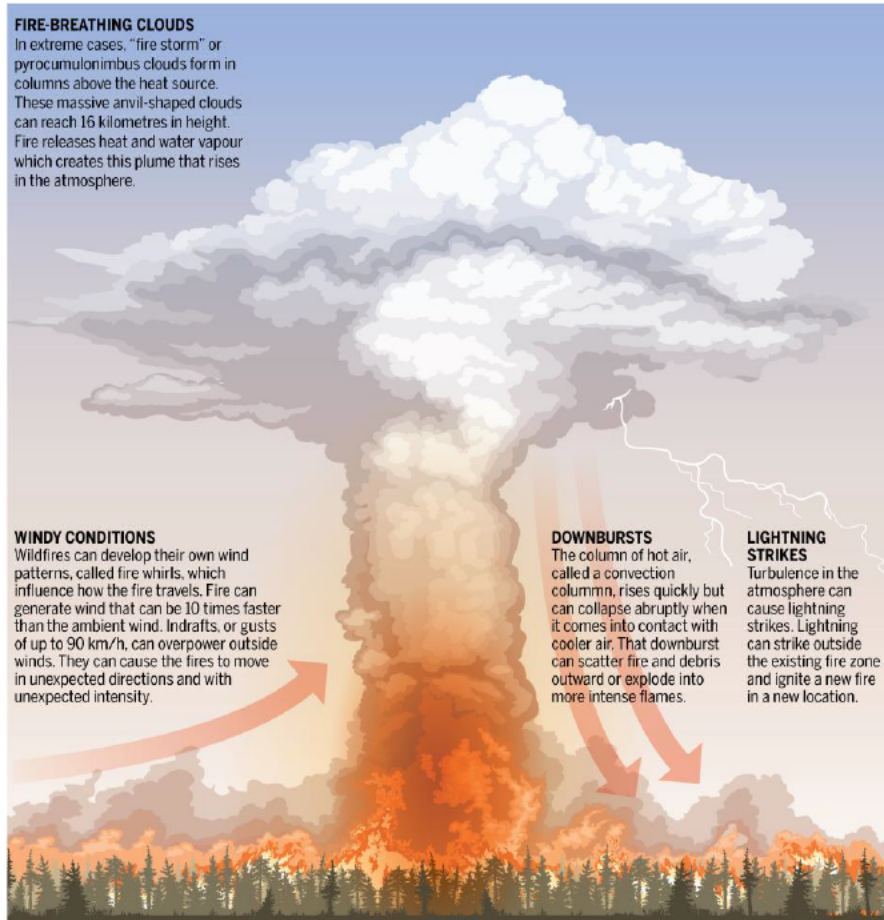 FIRE-BREATHING CLOUDS
In extreme cases, “fire storm” or
pyrocumulonimbus clouds form in
columns above the heat source.
These massive anvil-shaped clouds
can reach 16 kilometres in height.
Fire releases heat and water vapour
which creates this plume that rises
in the atmosphere.
WINDY CONDITIONS
Wildfires can develop their own wind
patterns, called fire whirls, which
influence how the fire travels. Fire can
generate wind that can be 10 times faster
than the ambient wind. Indrafts, or gusts
of up to 90 km/h, can overpower outside
winds. They can cause the fires to move
in unexpected directions and with
unexpected intensity.
DOWNBURSTS
The column of hot air,
called a convection
colummn, rises quickly but
can collapse abruptly when
it comes into contact with
cooler air. That downburst
can scatter fire and debris
outward or explode into
more intense flames.
LIGHTNING
STRIKES
Turbulence in the
atmosphere can
cause lightning
strikes. Lightning
can strike outside
the existing fire zone
and ignite a new fire
in a new location.